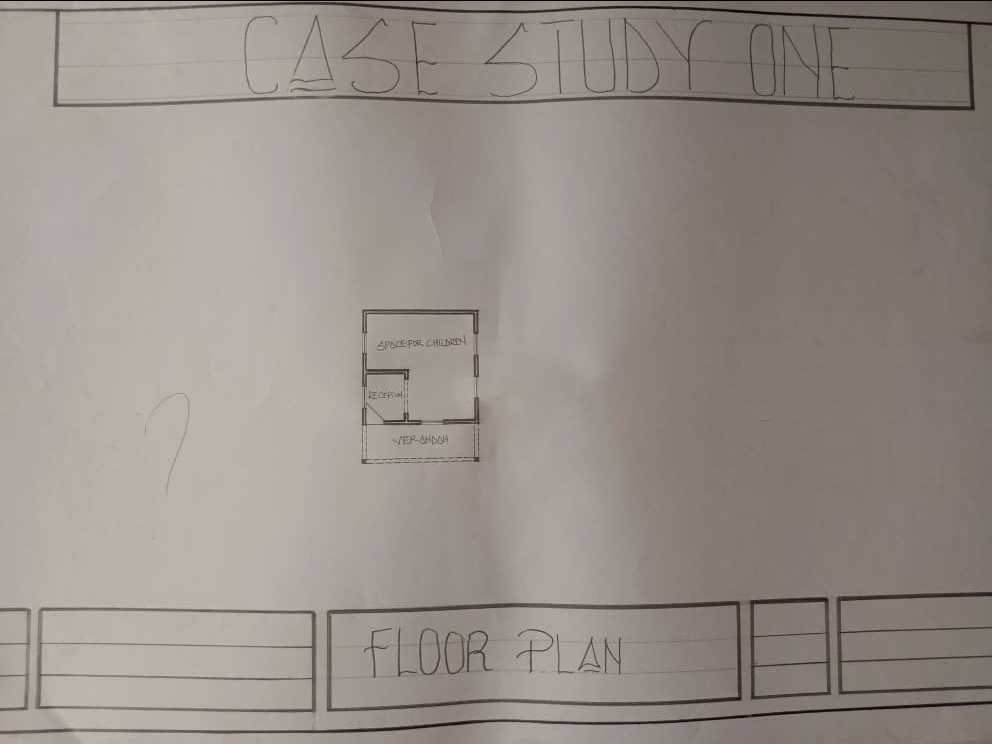 CASE STUDY ONE
SPACE FOR CHILDREN
RECEPTION
VERANDAH
FLOOR PLAN